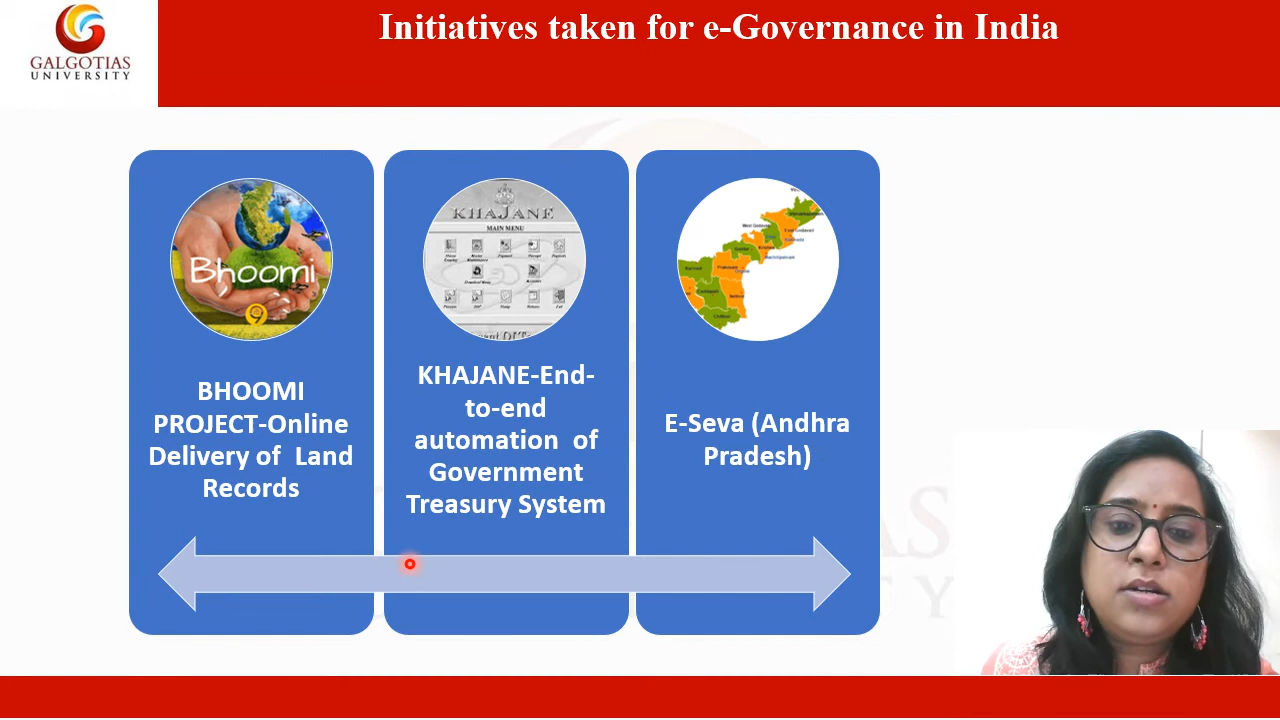 GALGOTIAS
UNIVERSITY
Initiatives taken for e-Governance in India
Bhoomi
BHOOMI
PROJECT-Online
Delivery of Land
Records
KHAJANE
MAIN MENU
KHAJANE-End-
to-end
automation of
Government
Treasury System
E-Seva (Andhra
Pradesh)